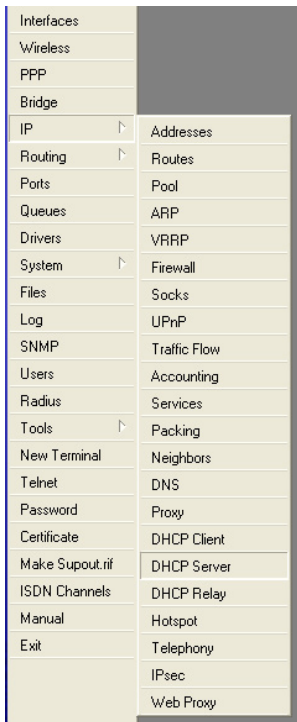 Interfaces
Wireless
PPP
Bridge
IP
Routing
Ports
Queues
Drivers
System
Files
Log
SNMP
Users
Radius
Tools
New Terminal
Telnet
Password
Certificate
Make Supout.rif
ISDN Channels
Manual
Exit
Addresses
Routes
Pool
ARP
VRRP
Firewall
Socks
UPnP
Traffic Flow
Accounting
Services
Packing
Neighbors
DNS
Proxy
DHCP Client
DHCP Server
DHCP Relay
Hotspot
Telephony
IPsec
Web Proxy